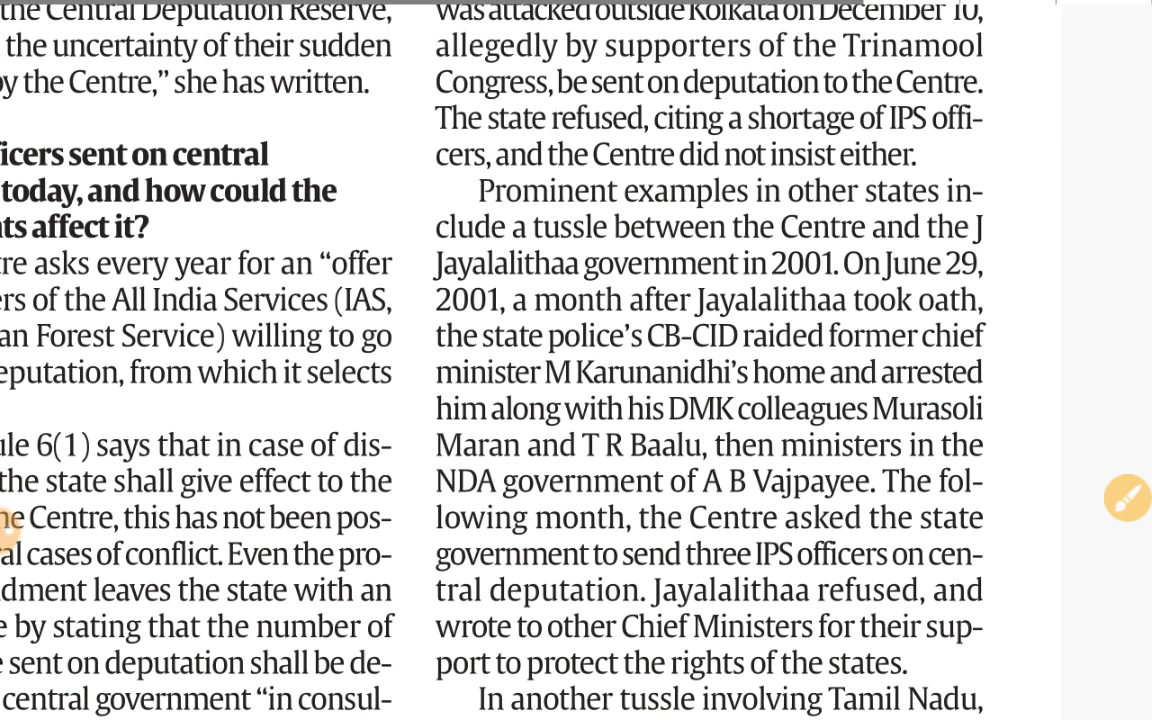 the Central Deputation Reserve,
the uncertainty of their sudden
by the Centre,” she has written.
ficers sent on central
today, and how could the
nts affect it?
tre asks every year for an “offer
ers of the All India Services (IAS,
an Forest Service) willing to go
eputation, from which it selects
ule 6(1) says that in case of dis-
the state shall give effect to the
he Centre, this has not been pos-
al cases of conflict. Even the pro-
dment leaves the state with an
e by stating that the number of
e sent on deputation shall be de-
central government “in consul-
was attacked outside Kolkata on December 10,
allegedly by supporters of the Trinamool
Congress, be sent on deputation to the Centre.
The state refused, citing a shortage of IPS offi-
cers, and the Centre did not insist either.
Prominent examples in other states in-
clude a tussle between the Centre and the J
Jayalalithaa government in 2001. On June 29,
2001, a month after Jayalalithaa took oath,
the state police’s CB-CID raided former chief
minister M Karunanidhi’s home and arrested
him along with his DMK colleagues Murasoli
Maran and T R Baalu, then ministers in the
NDA government of A B Vajpayee. The fol-
lowing month, the Centre asked the state
government to send three IPS officers on cen-
tral deputation. Jayalalithaa refused, and
wrote to other Chief Ministers for their sup-
port to protect the rights of the states.
In another tussle involving Tamil Nadu,